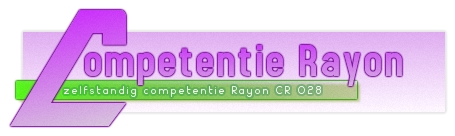 Competentie Rayon
zelfstandig competentie Rayon CR 028